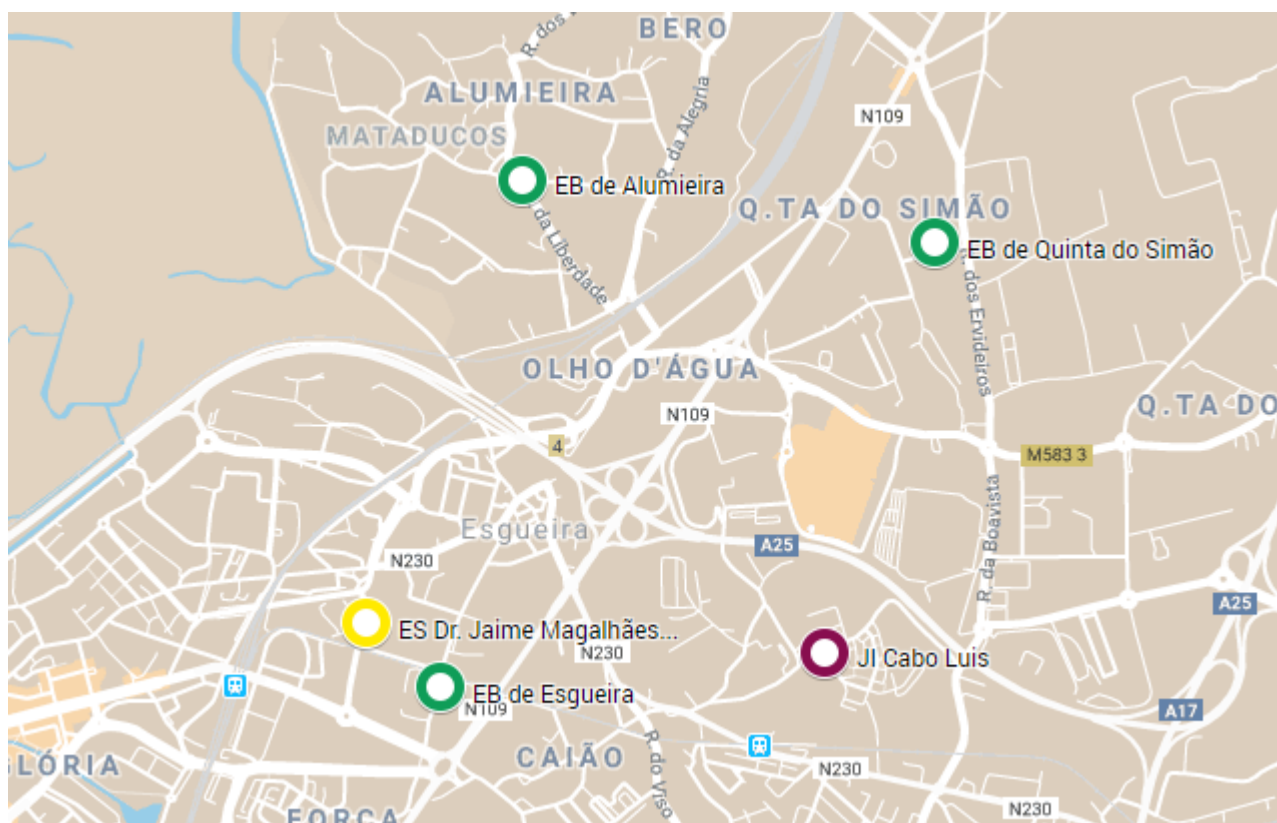 BERO
R. dos
ALUMIEIRA
R. da Alegria
MATADUCOS
N109
EB de Alumieira
Q.TA DO SIMÃO
da Liberdade
EB de Quinta do Simão
R. dos Ervideiros
OLHO D'ÁGUA
N109
Q.TA DO
4
M583 3
Esgueira
R. da Boavista
A25
N230
A25
ES Dr. Jaime Magalhães...
N230
JI Cabo Luis
EB de Esgueira
N109
A17
CAIÃO
R. do Viso
GLÓRIA
N230
N230
FORCA